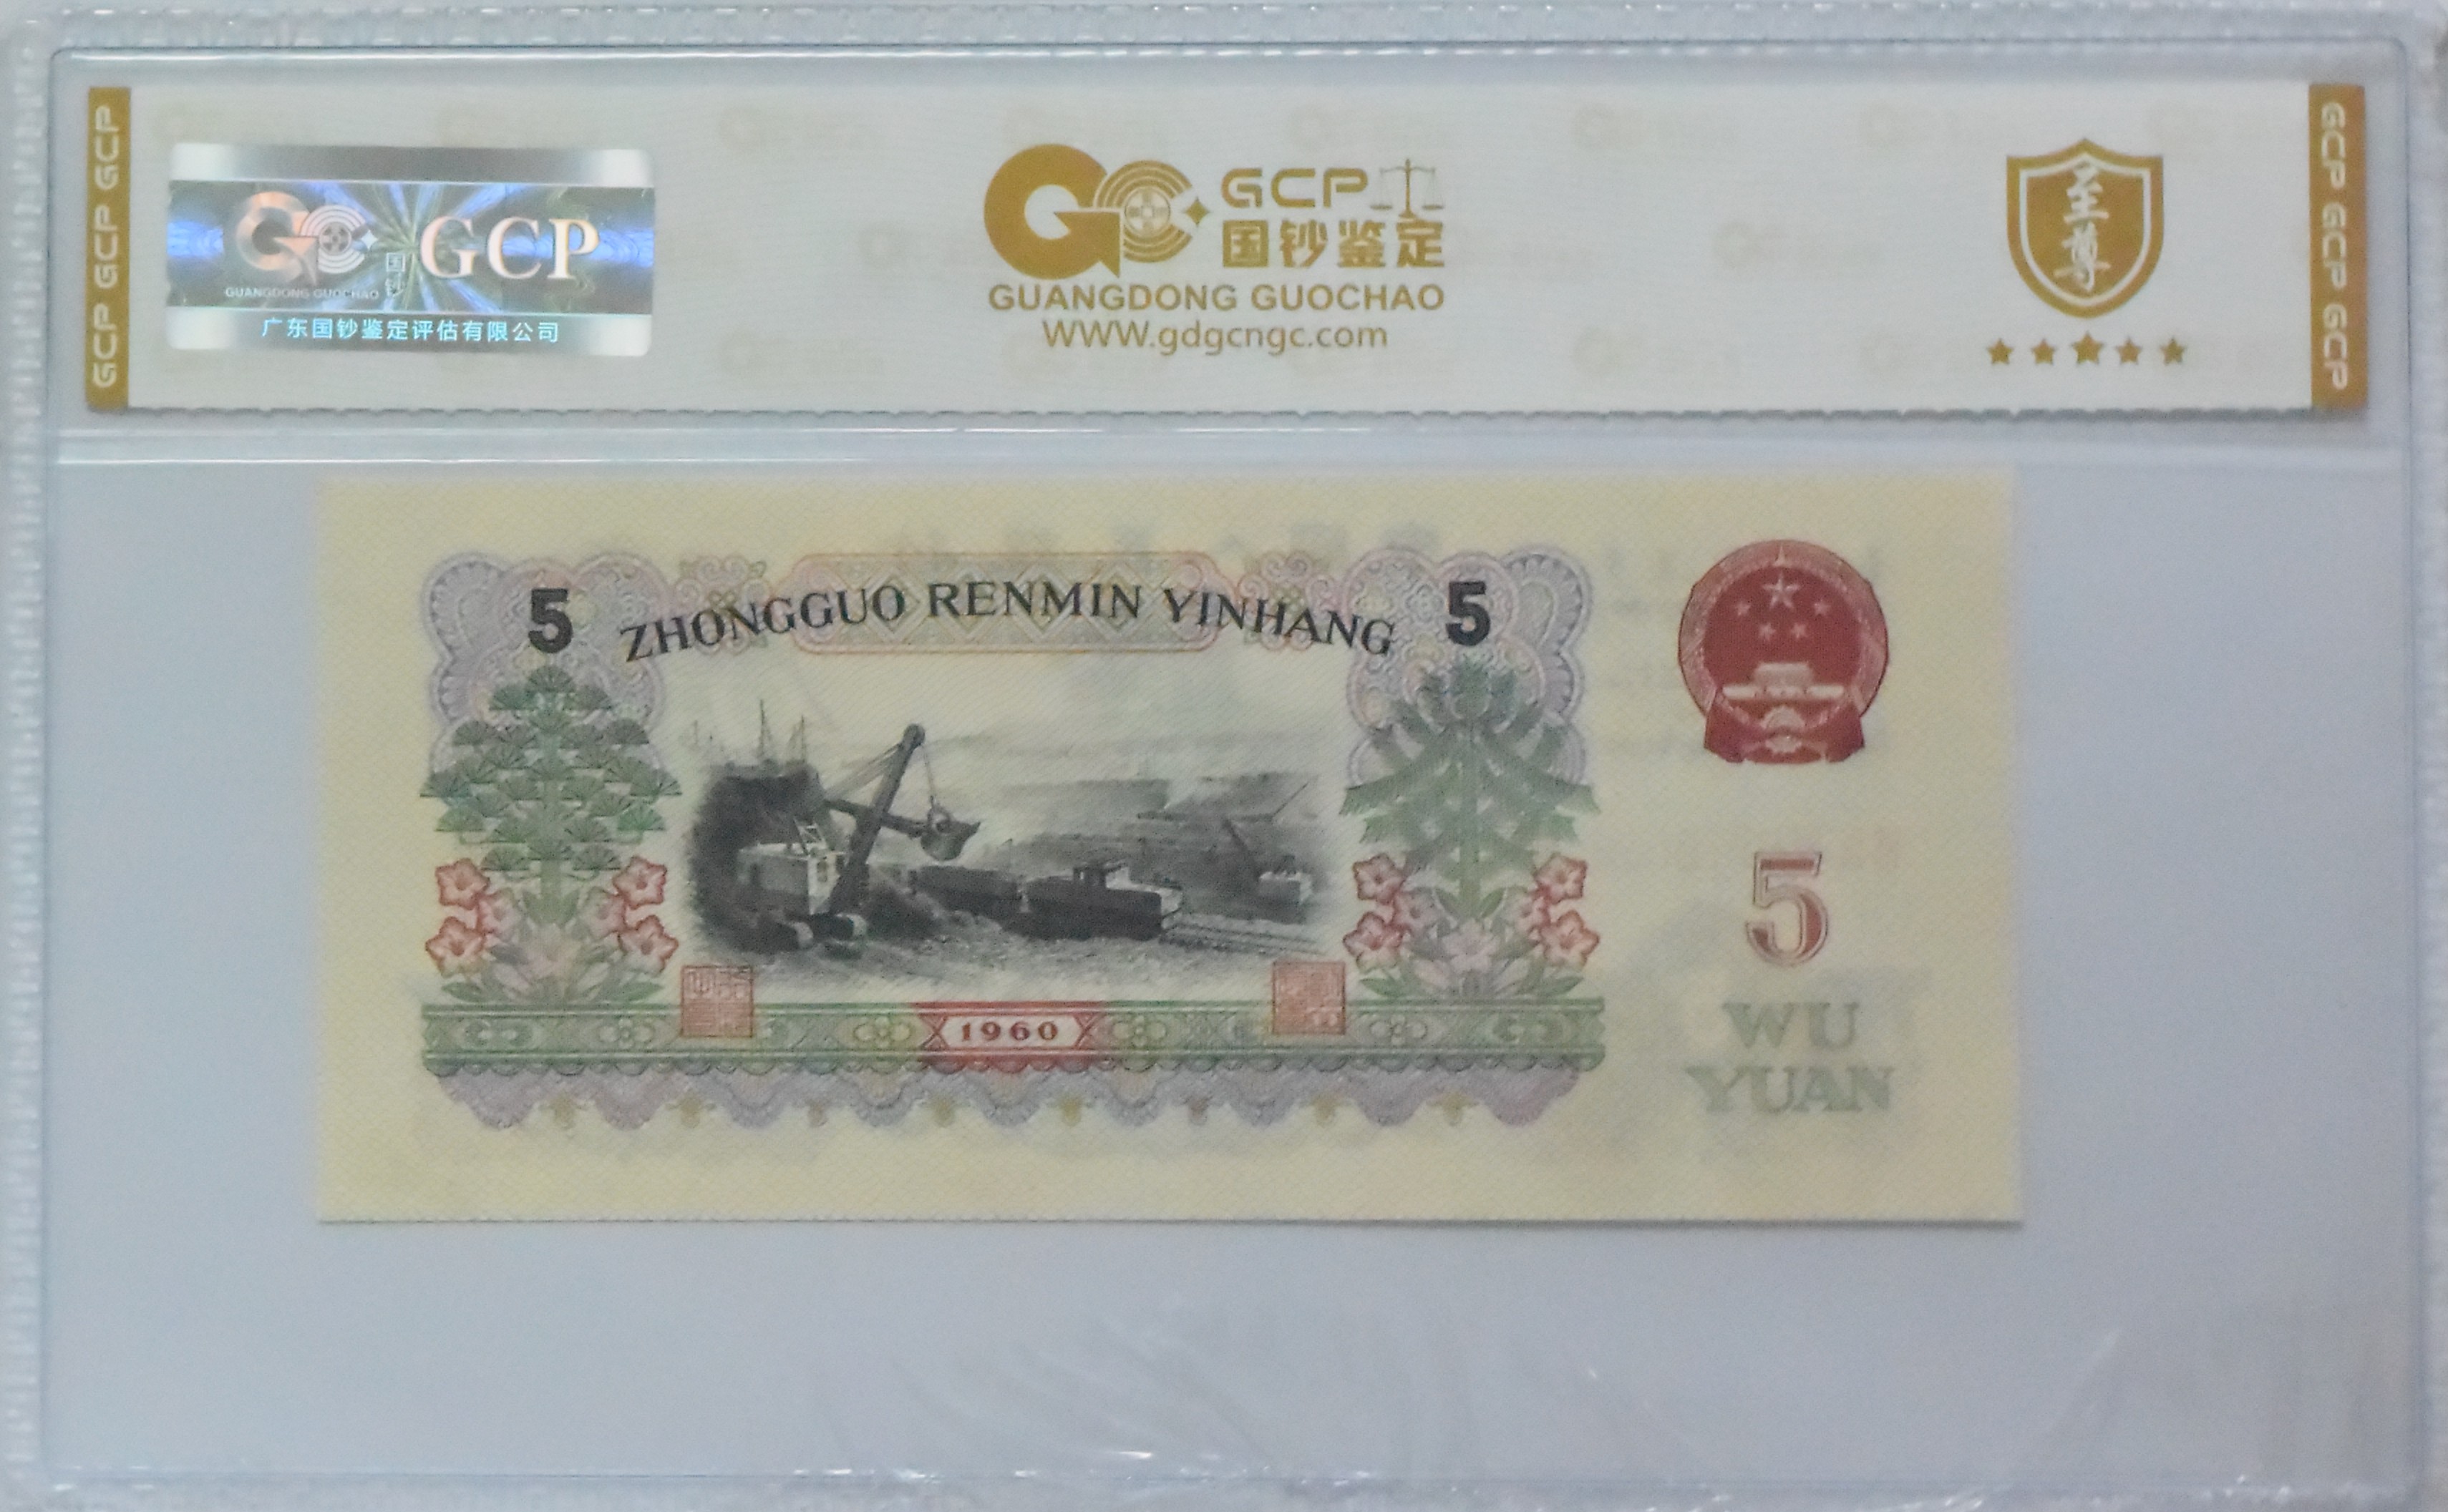 GCP GCP GCP
GUANGDONG GUOCHAO
国钞
GCP
广东国钞鉴定评估有限公司
GCP
国钞鉴定
GUANGDONG GUOCHAO
WWW.gdgcngc.com
至尊
GCP GCP GCP
5 ZHONGGUO RENMIN YINHANG 5
5
WU
YUAN
1960